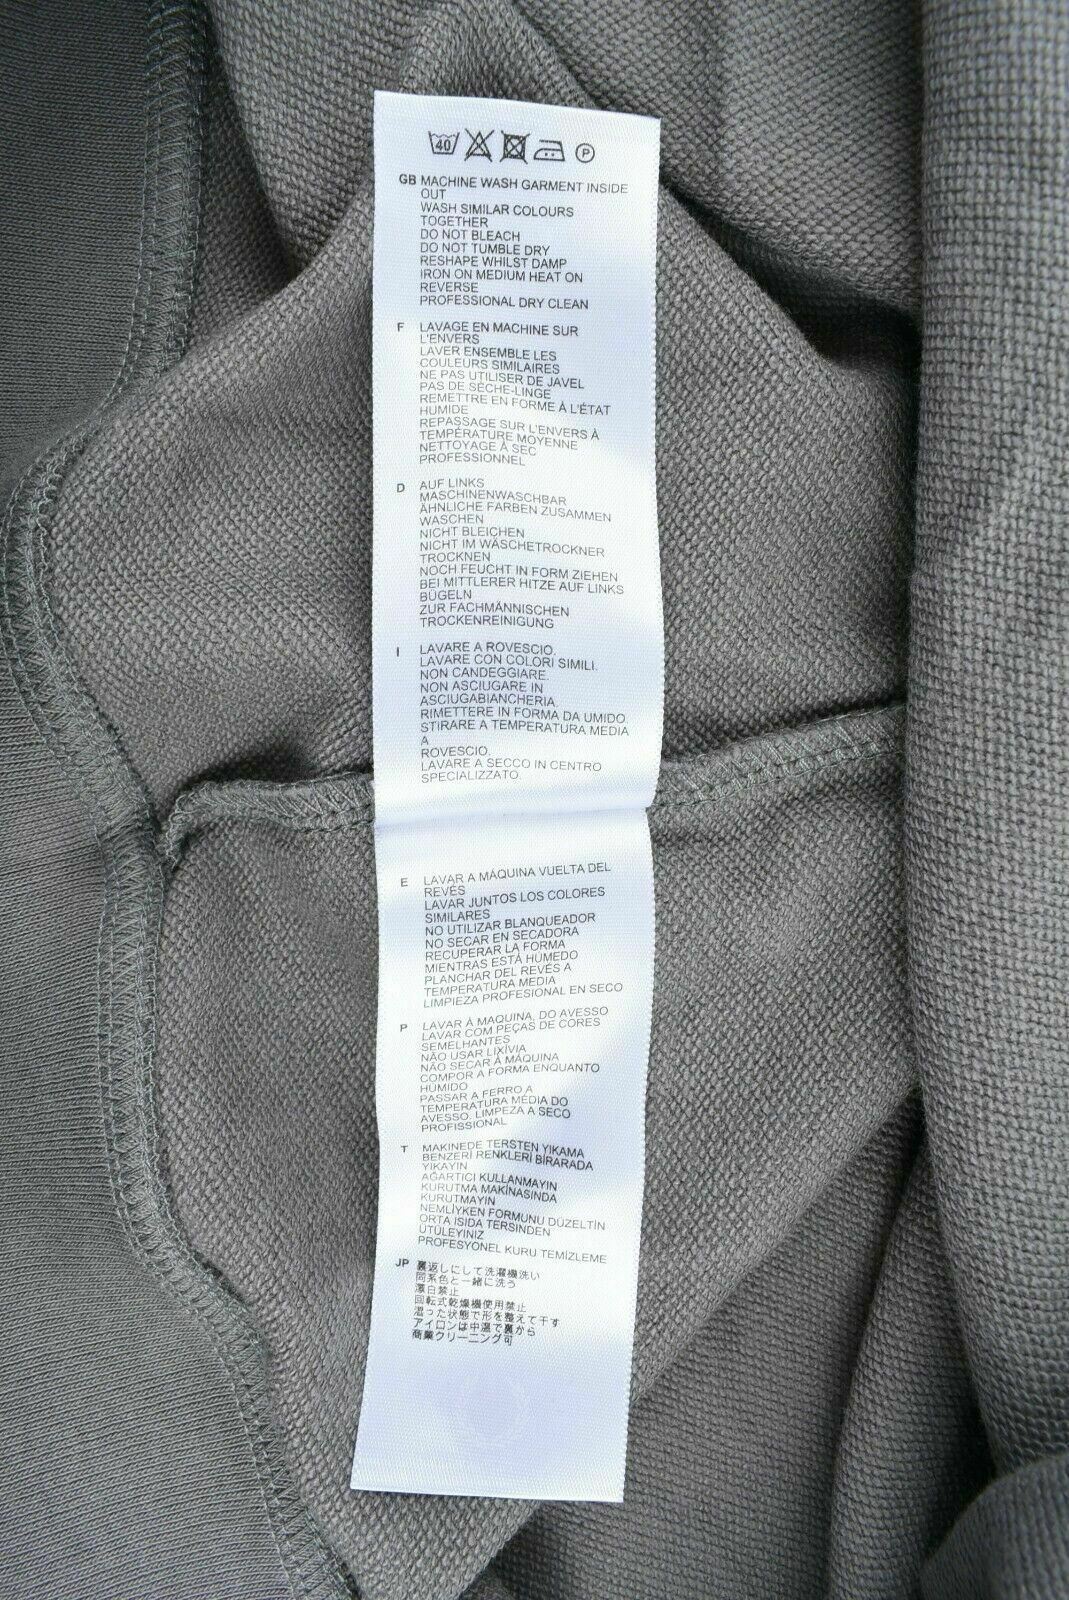 40 P
GB MACHINE WASH GARMENT INSIDE
OUT
WASH SIMILAR COLOURS
TOGETHER
DO NOT BLEACH
DO NOT TUMBLE DRY
RESHAPE WHILST DAMP
IRON ON MEDIUM HEAT ON
REVERSE
PROFESSIONAL DRY CLEAN
F LAVAGE EN MACHINE SUR
L'ENVERS
LAVER ENSEMBLE LES
COULEURS SIMILAIRES
NE PAS UTILISER DE JAVEL
PAS DE SÈCHE-LINGE
REMETTRE EN FORME À L'ÉTAT
HUMIDE
REPASSAGE SUR L'ENVERS À
TEMPÉRATURE MOYENNE
NETTOYAGE À SEC
PROFESSIONNEL
D AUF LINKS
MASCHINENWASCHBAR
ÄHNLICHE FARBEN ZUSAMMEN
WASCHEN
NICHT BLEICHEN
NICHT IM WÄSCHETROCKNER
TROCKNEN
NOCH FEUCHT IN FORM ZIEHEN
BEI MITTLERER HITZE AUF LINKS
BÜGELN
ZUR FACHMÄNNISCHEN
TROCKENREINIGUNG
I LAVARE A ROVESCIO.
LAVARE CON COLORI SIMILI.
NON CANDEGGIARE.
NON ASCIUGARE IN
ASCIUGABIANCHERIA.
RIMETTERE IN FORMA DA UMIDO.
STIRARE A TEMPERATURA MEDIA
A
ROVESCIO.
LAVARE A SECCO IN CENTRO
SPECIALIZZATO.
E LAVAR A MÁQUINA VUELTA DEL
REVÉS
LAVAR JUNTOS LOS COLORES
SIMILARES
NO UTILIZAR BLANQUEADOR
NO SECAR EN SECADORA
RECUPERAR LA FORMA
MIENTRAS ESTÁ HÚMEDO
PLANCHAR DEL REVÉS A
TEMPERATURA MEDIA
LIMPIEZA PROFESIONAL EN SECO
P LAVAR À MAQUINA, DO AVESSO
LAVAR COM PEÇAS DE CORES
SEMELHANTES
NÃO USAR LIXÍVIA
NÃO SECAR À MÁQUINA
COMPOR A FORMA ENQUANTO
HÚMIDO
PASSAR A FERRO A
TEMPERATURA MÉDIA DO
AVESSO. LIMPEZA A SECO
PROFISSIONAL
T MAKINEDE TERSTEN YIKAMA
BENZERİ RENKLERİ BİRARADA
YIKAYIN
AĞARTICI KULLANMAYIN
KURUTMA MAKİNASINDA
KURUTMAYIN
NEMLİYKEN FORMUNU DÜZELTİN
ORTA ISIDA TERSINDEN
ÜTÜLEYINIZ
PROFESYONEL KURU TEMİZLEME
JP 裏返しにして洗濯機洗い
同系色と一緒に洗う
漂白禁止
回転式乾燥機使用禁止
湿った状態で形を整えて干す
アイロンは中温で裏から
商業クリーニング可